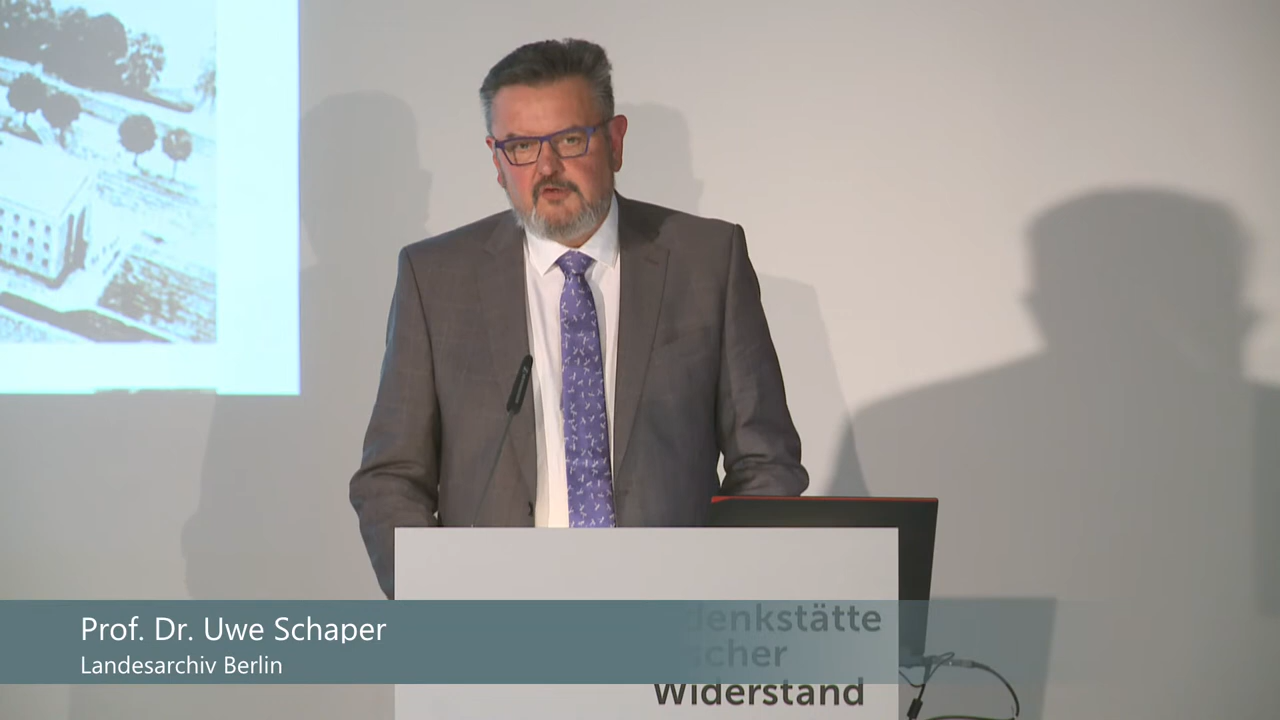 Prof. Dr. Uwe Schaper
Landesarchiv Berlin
denkstätte
scher
Widerstand